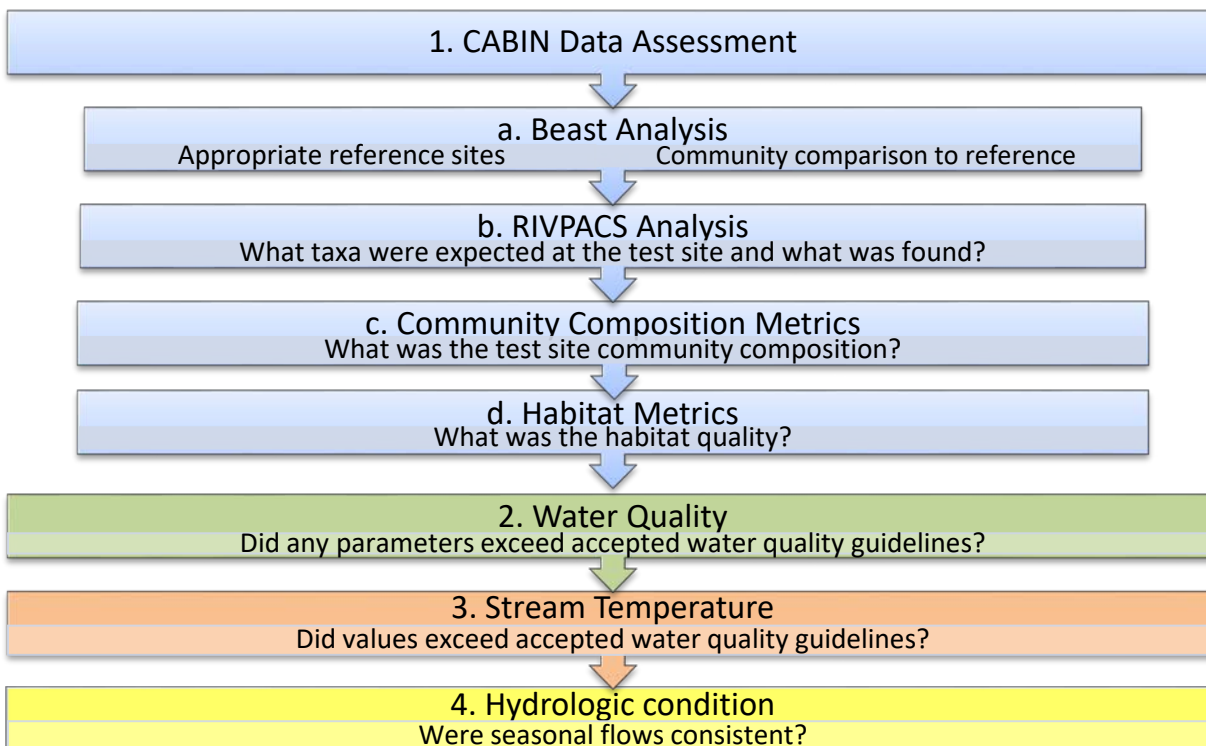 1. CABIN Data Assessment
a. Beast Analysis
Appropriate reference sites Community comparison to reference
b. RIVPACS Analysis
What taxa were expected at the test site and what was found?
c. Community Composition Metrics
What was the test site community composition?
d. Habitat Metrics
What was the habitat quality?
2. Water Quality
Did any parameters exceed accepted water quality guidelines?
3. Stream Temperature
Did values exceed accepted water quality guidelines?
4. Hydrologic condition
Were seasonal flows consistent?